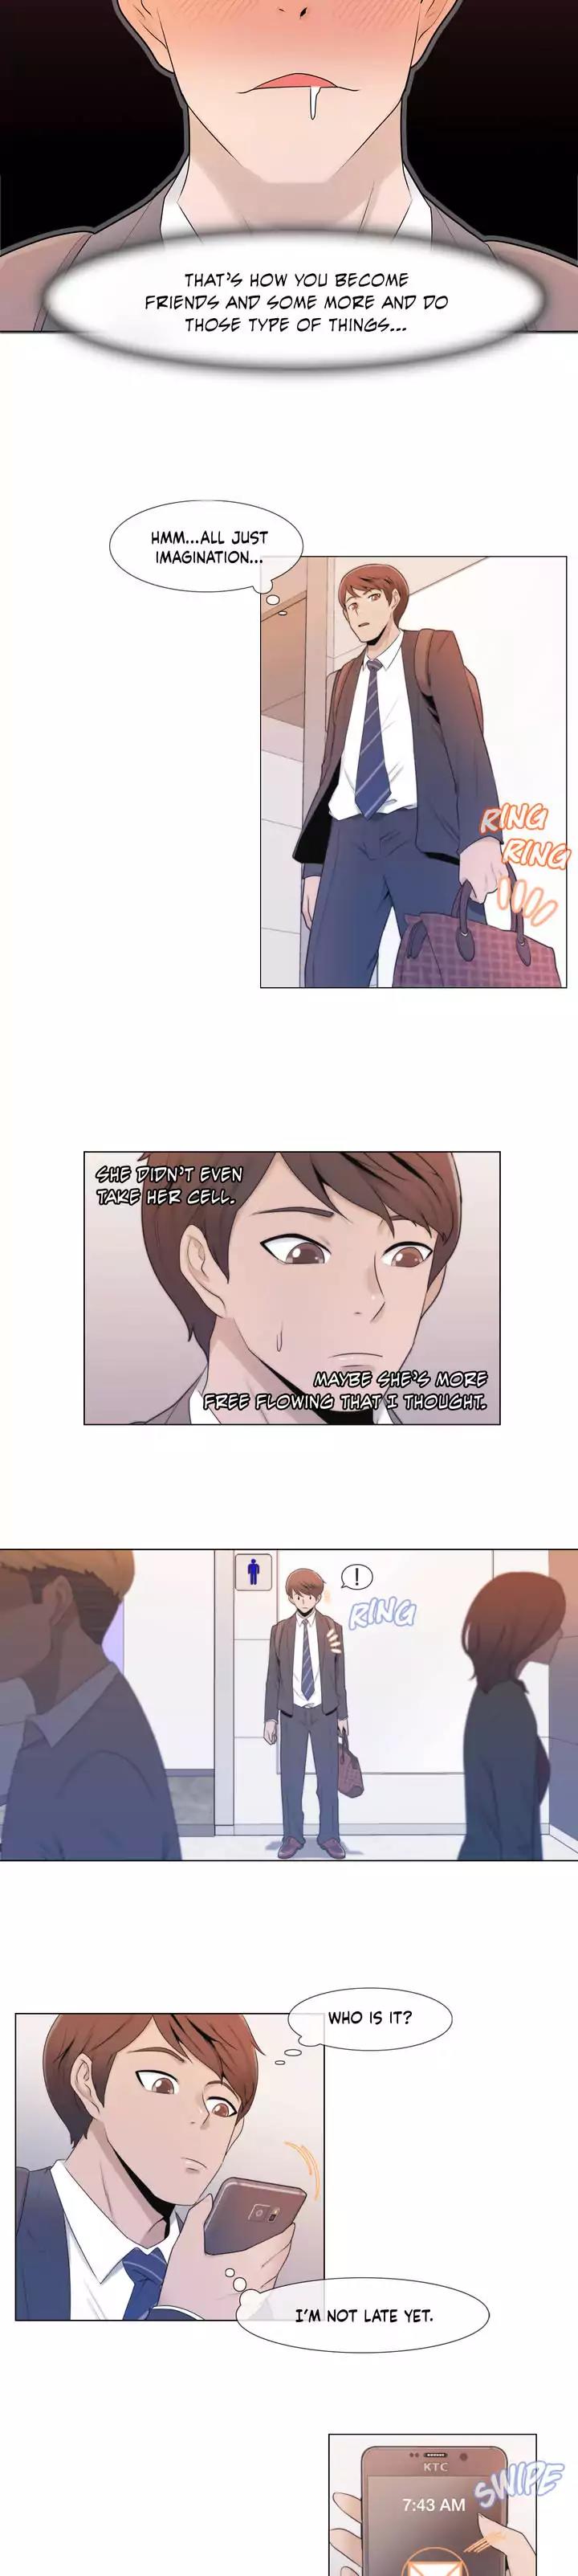 THAT'S HOW YOU BECOME
FRIENDS AND SOME MORE AND DO
THOSE TYPE OF THINGS...
HMM...ALL JUST
IMAGINATION...
RING
RING
SHE DIDN'T EVEN
TAKE HER CELL.
MAYBE SHE'S MORE
FREE FLOWING THAT I THOUGHT.
!
RING
WHO IS IT?
I'M NOT LATE YET.
KTC
SWIPE
7:43 AM